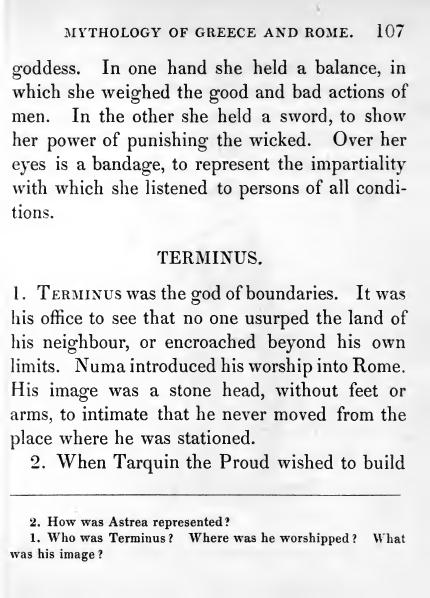 MYTHOLOGY OF GREECE AND ROME. 107
goddess. In one hand she held a balance, in
which she weighed the good and bad actions of
men. In the other she held a sword, to show
her power of punishing the wicked. Over her
eyes is a bandage, to represent the impartiality
with which she listened to persons of all condi-
tions.
TERMINUS.
1. TERMINUS was the god of boundaries. It was
his office to see that no one usurped the land of
his neighbour, or encroached beyond his own
limits. Numa introduced his worship into Rome.
His image was a stone head, without feet or
arms, to intimate that he never moved from the
place where he was stationed.
2. When Tarquin the Proud wished to build
2. How was Astrea represented?
1. Who was Terminus? Where was he worshipped? What
was his image?